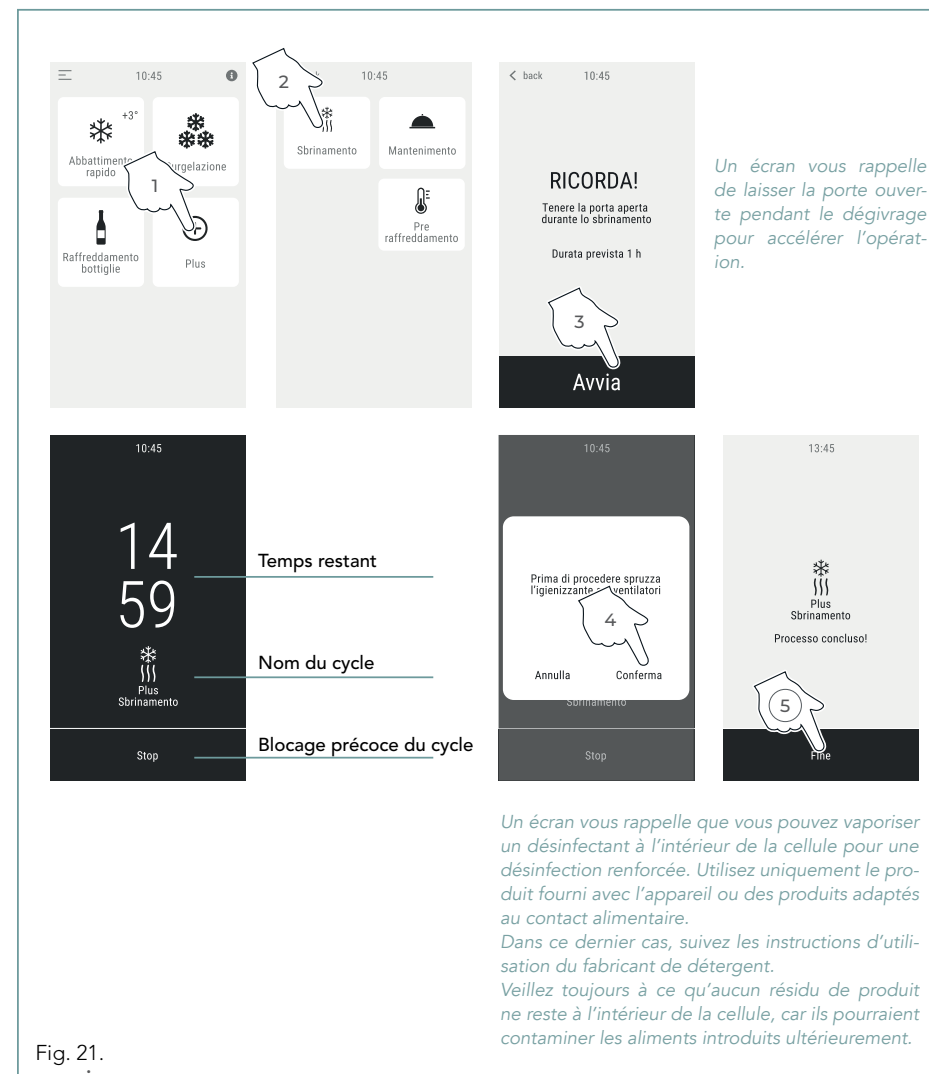 10:45
+3°
Abbattimento
rapido
Raffreddamento
bottiglie
Plus
1
10:45
2
Sbrinamento
Mantenimento
Pre
raffreddamento
back
10:45
RICORDA!
Tenere la porta aperta
durante lo sbrinamento
Durata prevista 1 h
3
Avvia
Un écran vous rappelle
de laisser la porte ouver-
te pendant le dégivrage
pour accélérer l'opérat-
ion.
10:45
14
59
Plus
Sbrinamento
Stop
Temps restant
Nom du cycle
Blocage précoce du cycle
10:45
Prima di procedere spruzza
l'igienizzante ventilatori
4
Annulla Conferma
Sbrinamento
Stop
13:45
Plus
Sbrinamento
Processo concluso!
5
Fine
Un écran vous rappelle que vous pouvez vaporiser
un désinfectant à l'intérieur de la cellule pour une
désinfection renforcée. Utilisez uniquement le pro-
duit fourni avec l'appareil ou des produits adaptés
au contact alimentaire.
Dans ce dernier cas, suivez les instructions d'utili-
sation du fabricant de détergent.
Veillez toujours à ce qu'aucun résidu de produit
ne reste à l'intérieur de la cellule, car ils pourraient
contaminer les aliments introduits ultérieurement.
Fig. 21.